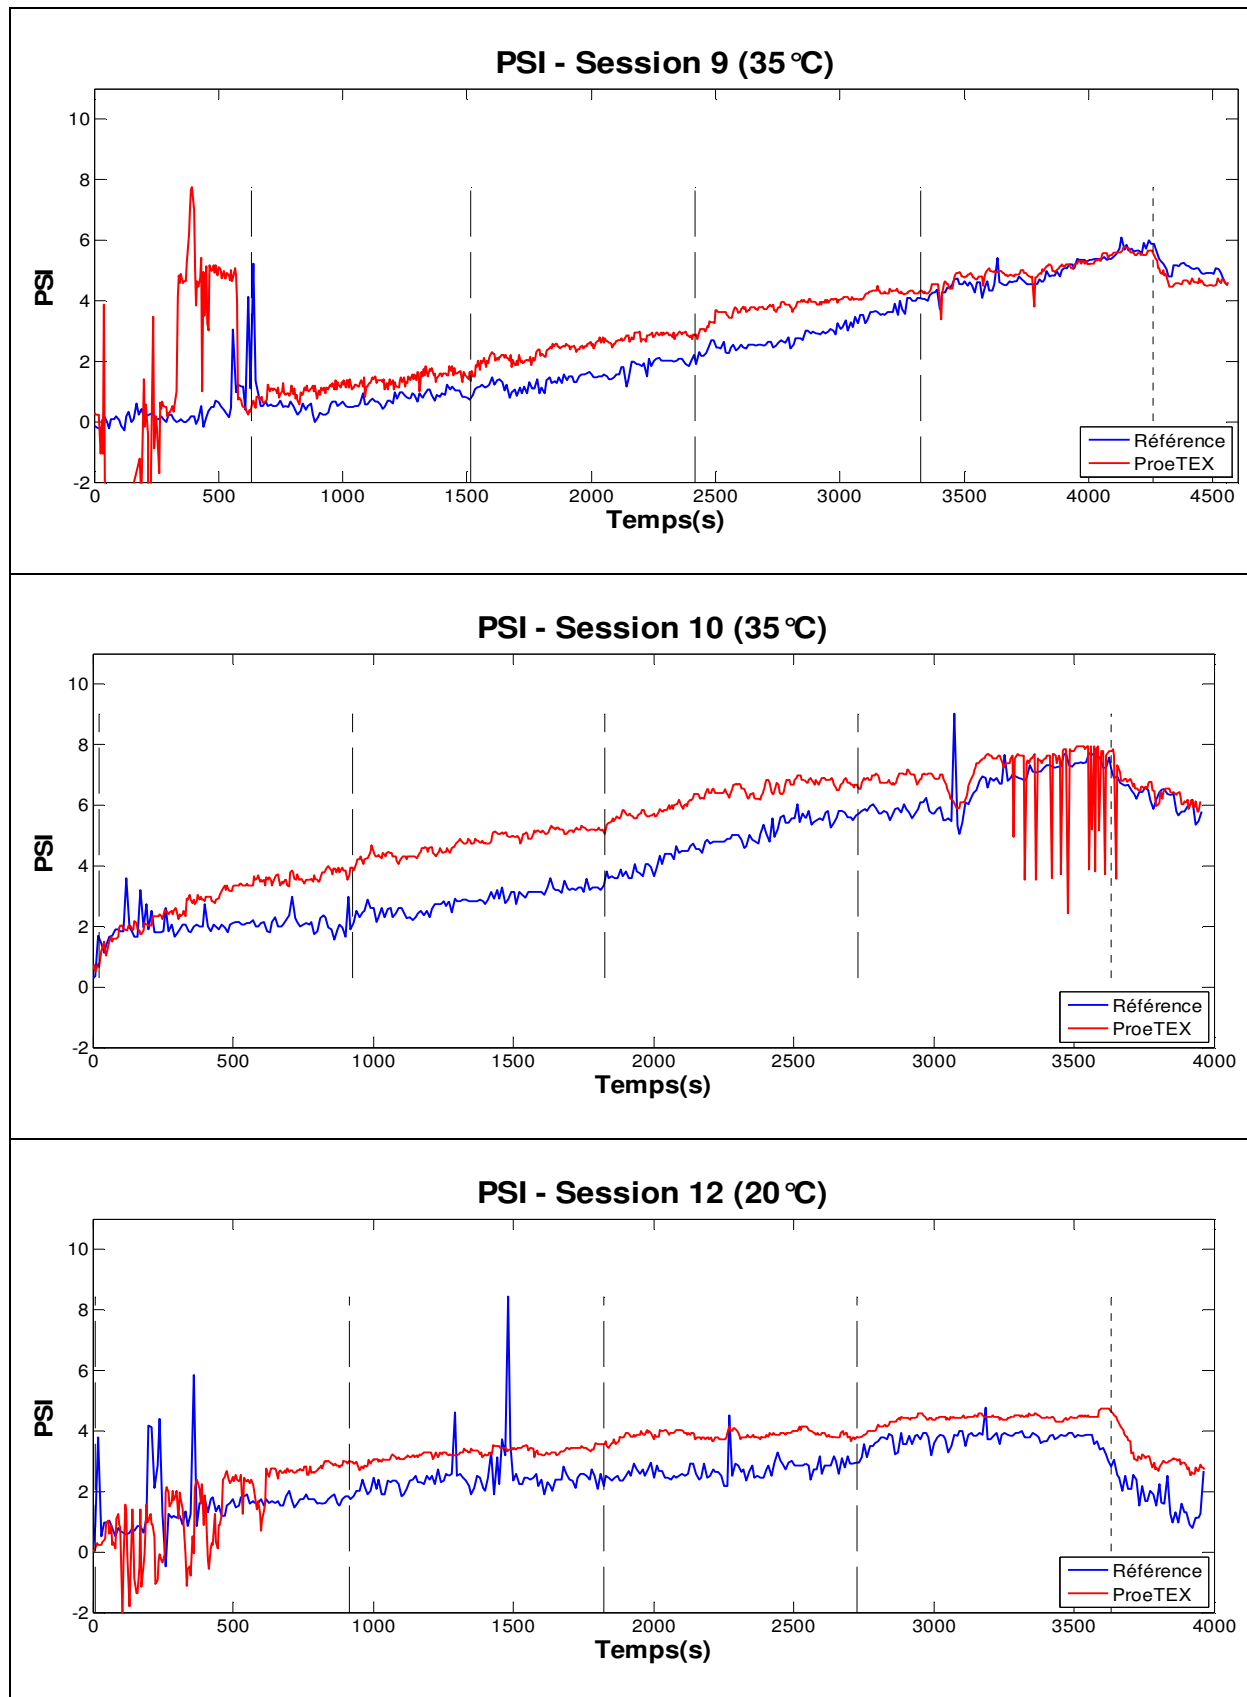 PSI - Session 9 (35°C)
10
8
6
4
2
0
-2
PSI
0 500 1000 1500 2000 2500 3000 3500 4000 4500
Temps(s)
Référence
ProeTEX
PSI - Session 10 (35°C)
10
8
6
4
2
0
-2
PSI
0 500 1000 1500 2000 2500 3000 3500 4000
Temps(s)
Référence
ProeTEX
PSI - Session 12 (20°C)
10
8
6
4
2
0
-2
PSI
0 500 1000 1500 2000 2500 3000 3500 4000
Temps(s)
Référence
ProeTEX